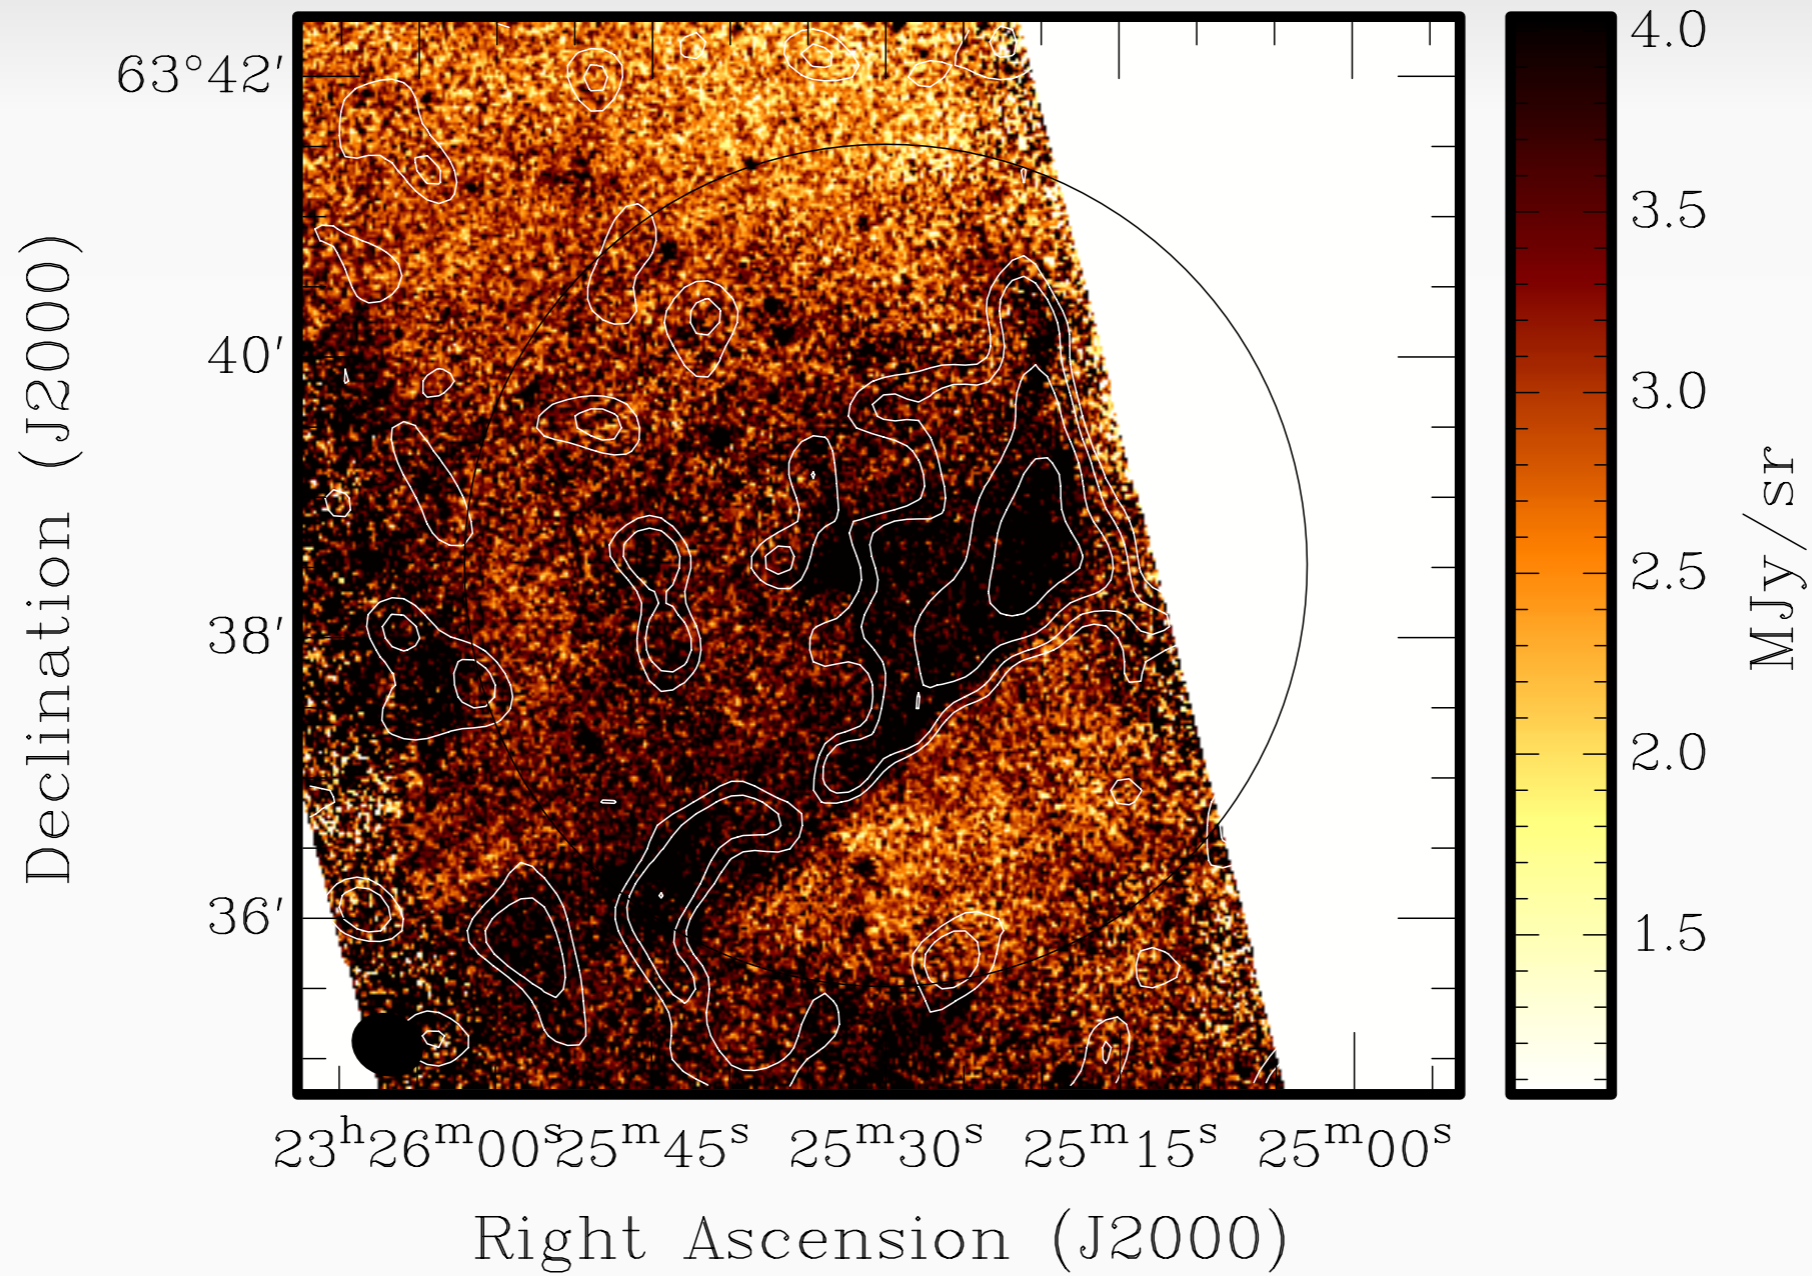 63°42′
40′
38′
36′
Declination (J2000)
23ʰ26ᵐ00ˢ 25ᵐ45ˢ 25ᵐ30ˢ 25ᵐ15ˢ 25ᵐ00ˢ
Right Ascension (J2000)
4.0
3.5
3.0
2.5
2.0
1.5
MJy/sr